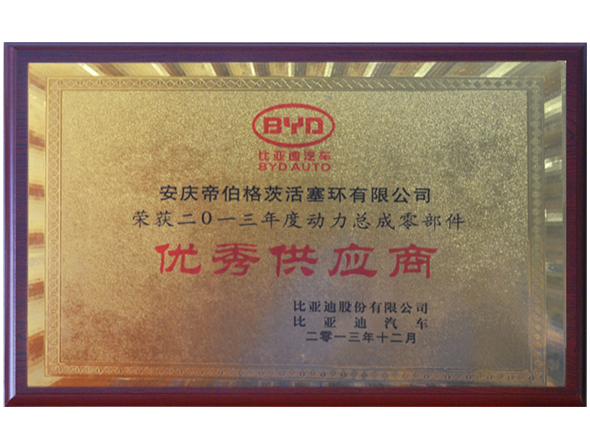 BYD
比亚迪汽车
BYD AUTO
安庆帝伯格茨活塞环有限公司
荣获二〇一三年度动力总成零部件
优秀供应商
比亚迪股份有限公司
比亚迪汽车
二零一三年十二月